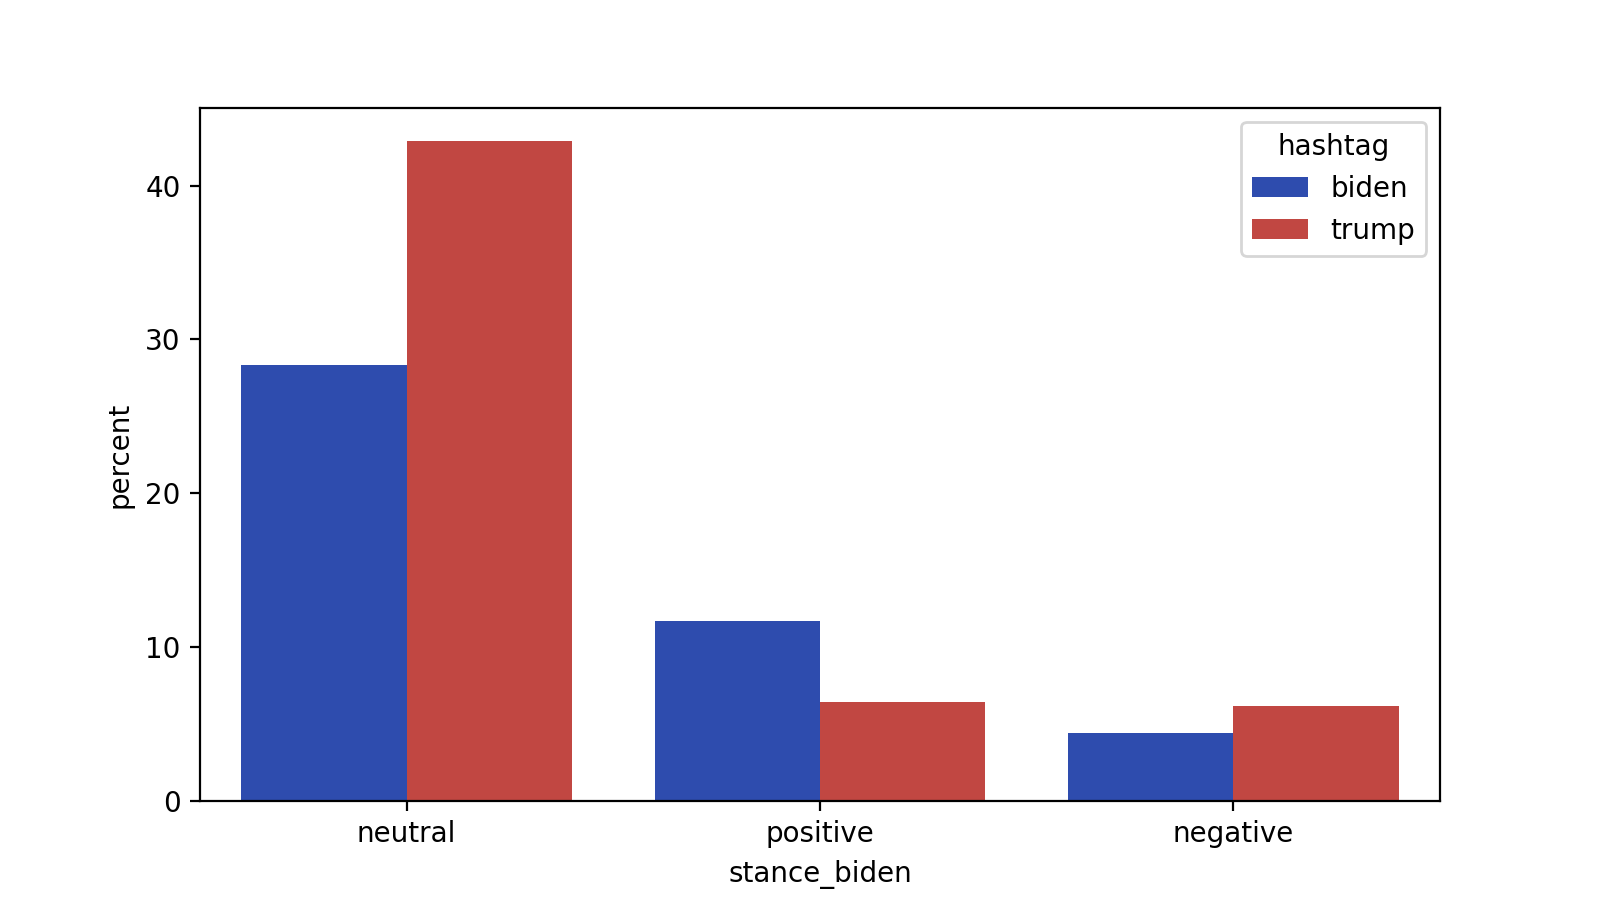 hashtag
biden
trump
40
30
20
10
0
percent
neutral
positive
negative
stance_biden